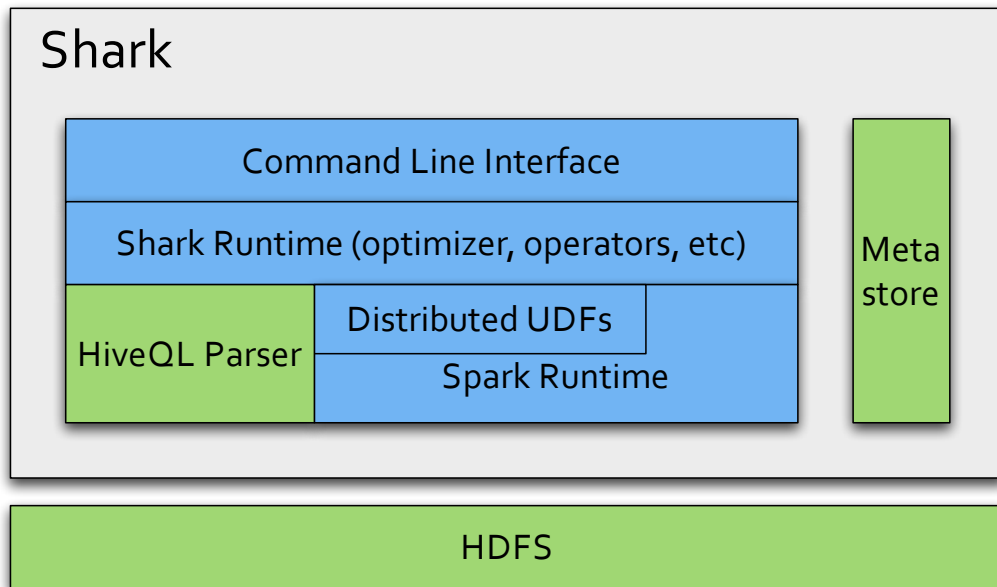 Shark
Command Line Interface
Shark Runtime (optimizer, operators, etc)
Meta
store
Distributed UDFs
HiveQL Parser
Spark Runtime
HDFS